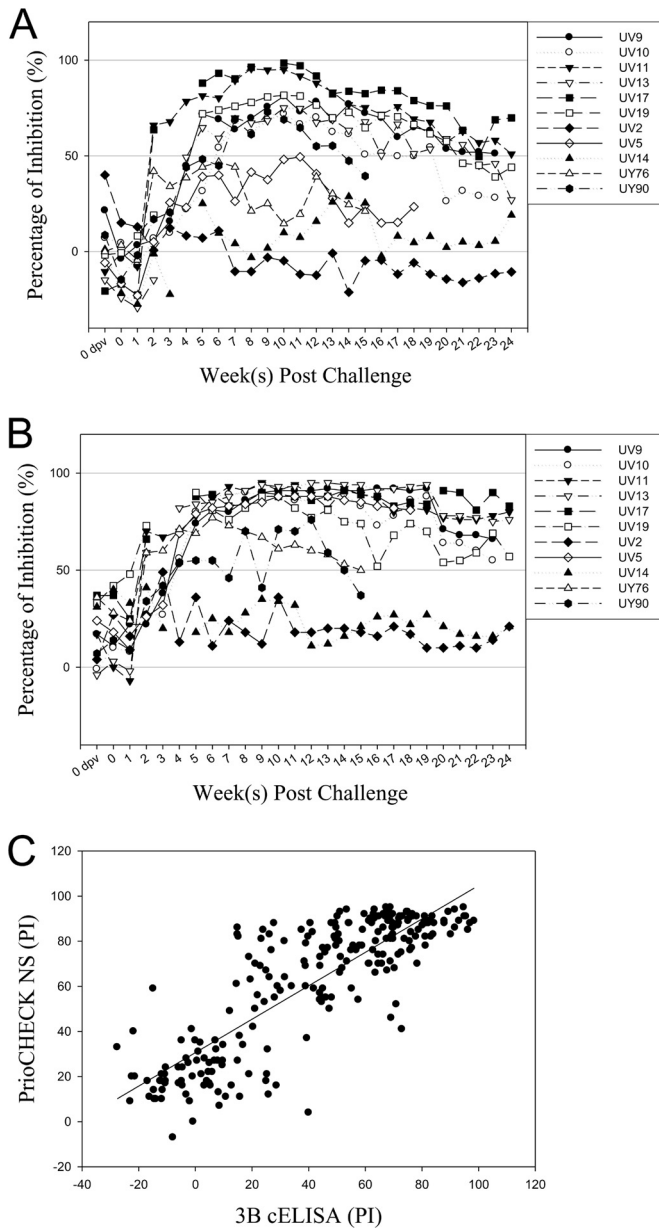 A
Percentage of Inhibition (%)
100
50
0
0 dpv 0 1 2 3 4 5 6 7 8 9 10 11 12 13 14 15 16 17 18 19 20 21 22 23 24
Week(s) Post Challenge
UV9
UV10
UV11
UV13
UV17
UV19
UV2
UV5
UV14
UY76
UY90
B
Percentage of Inhibition (%)
100
50
0
0 dpv 0 1 2 3 4 5 6 7 8 9 10 11 12 13 14 15 16 17 18 19 20 21 22 23 24
Week(s) Post Challenge
UV9
UV10
UV11
UV13
UV17
UV19
UV2
UV5
UV14
UY76
UY90
C
PrioCHECK NS (PI)
120
100
80
60
40
20
0
-20
-40 -20 0 20 40 60 80 100 120
3B cELISA (PI)